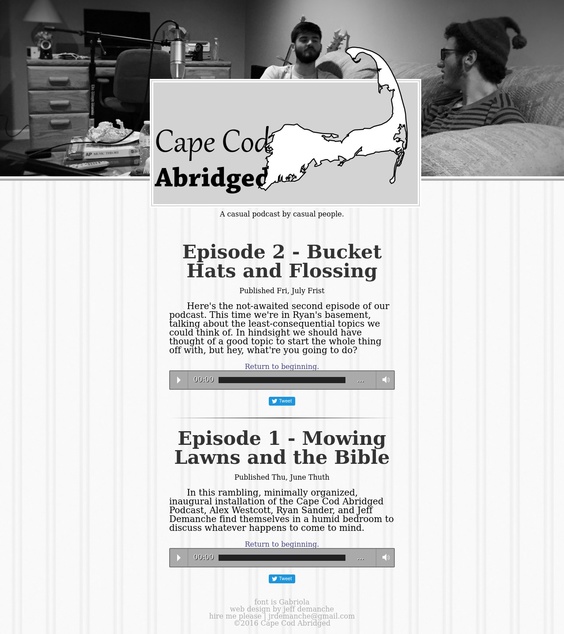 Cape Cod
Abridged
A casual podcast by casual people.
Episode 2 - Bucket
Hats and Flossing
Published Fri, July Frist
Here's the not-awaited second episode of our
podcast. This time we're in Ryan's basement,
talking about the least-consequential topics we
could think of. In hindsight we should have
thought of a good topic to start the whole thing
off with, but hey, what're you going to do?
Return to beginning.
00:00
...
Tweet
Episode 1 - Mowing
Lawns and the Bible
Published Thu, June Thuth
In this rambling, minimally organized,
inaugural installation of the Cape Cod Abridged
Podcast, Alex Westcott, Ryan Sander, and Jeff
Demanche find themselves in a humid bedroom to
discuss whatever happens to come to mind.
Return to beginning.
00:00
...
Tweet
font is Gabriola
web design by jeff demanche
hire me please | jrdemanche@gmail.com
©2016 Cape Cod Abridged